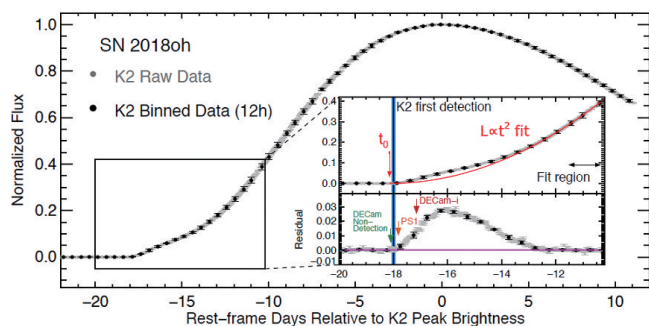 SN 2018oh
K2 Raw Data
K2 Binned Data (12h)
Normalized Flux
1.0
0.8
0.6
0.4
0.2
0.0
K2 first detection
L∝t² fit
t₀
Fit region
0.4
0.3
0.2
0.1
0.0
DECam-i
DECam
Non-
Detection
PS1
Residual
0.03
0.02
0.01
0.00
-0.01
-20 -18 -16 -14 -12
-20 -15 -10 -5 0 5 10
Rest-frame Days Relative to K2 Peak Brightness